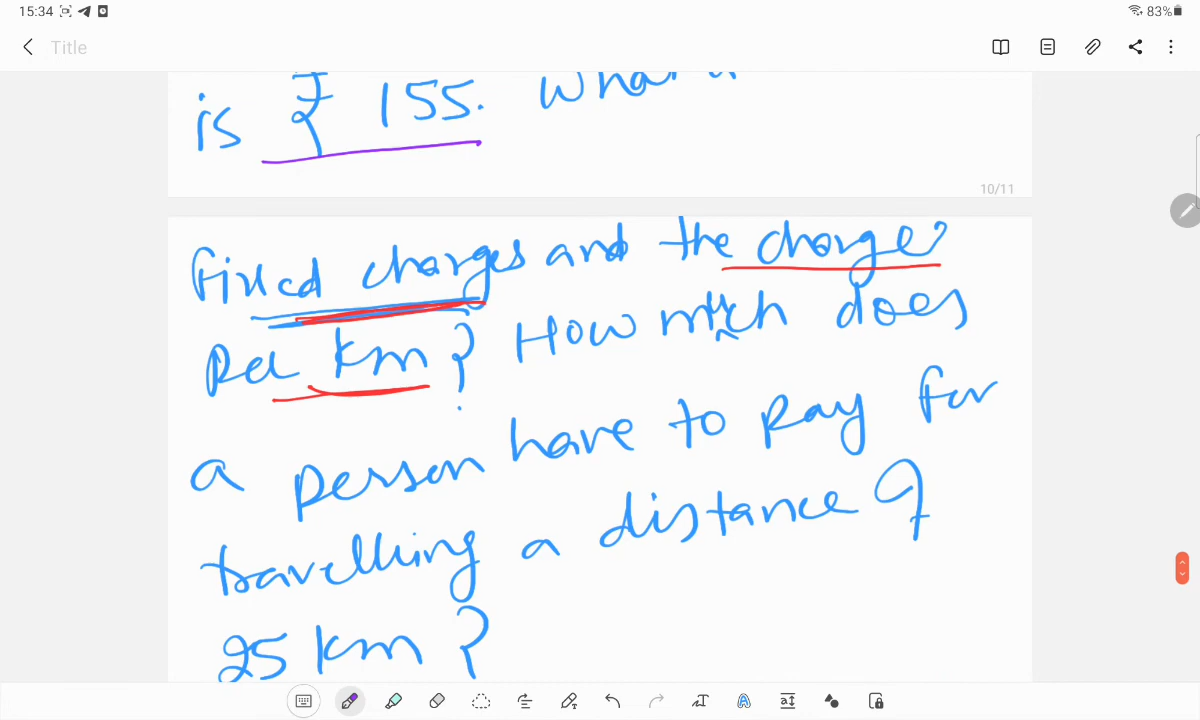 15:34 83%
Title
is ₹ 155. What
10/11
Fixed charges and the charge
per km? How much does
a person have to pay for
travelling a distance of
25 km?